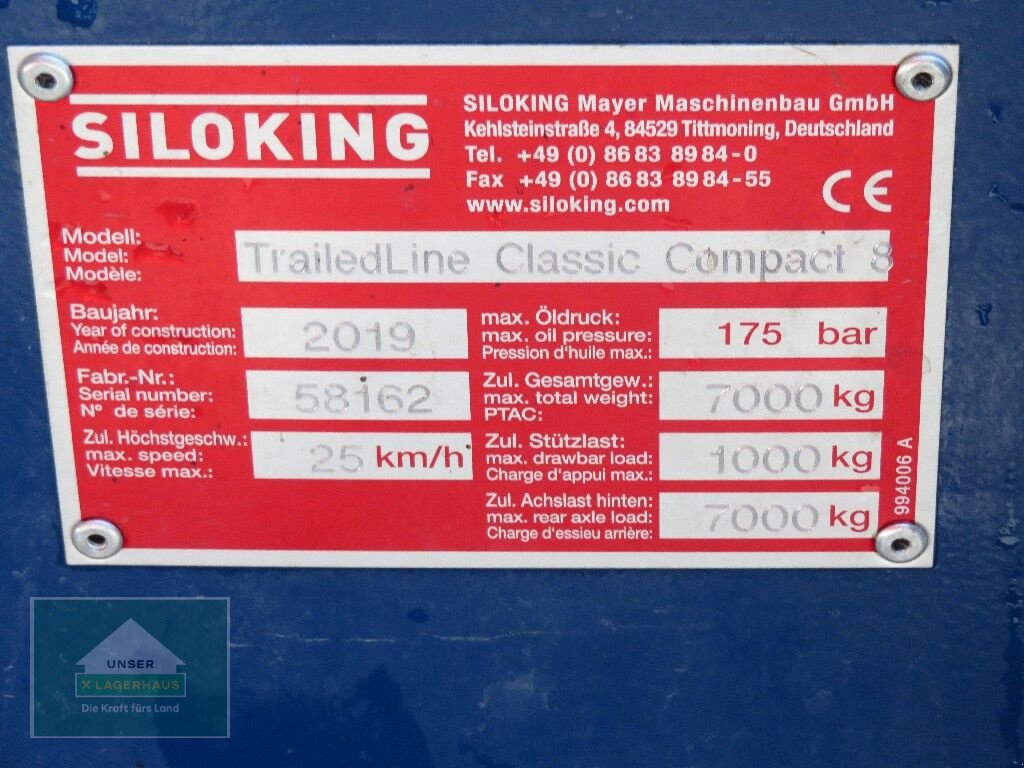 SILOKING
SILOKING Mayer Maschinenbau GmbH
Kehlsteinstraße 4, 84529 Tittmoning, Deutschland
Tel. +49 (0) 86 83 89 84 - 0
Fax +49 (0) 86 83 89 84 - 55
www.siloking.com
CE
Modell:
Model:
Modèle:
TrailedLine Classic Compact 8
Baujahr:
Year of construction:
Année de construction:
2019
max. Öldruck:
max. oil pressure:
Pression d'huile max.:
175 bar
Fabr.-Nr.:
Serial number:
N° de série:
58162
Zul. Gesamtgew.:
max. total weight:
PTAC:
7000 kg
Zul. Höchstgeschw.:
max. speed:
Vitesse max.:
25 km/h
Zul. Stützlast:
max. drawbar load:
Charge d'appui max.:
1000 kg
Zul. Achslast hinten:
max. rear axle load:
Charge d'essieu arrière:
7000 kg
994006 A
UNSER
X LAGERHAUS
Die Kraft fürs Land